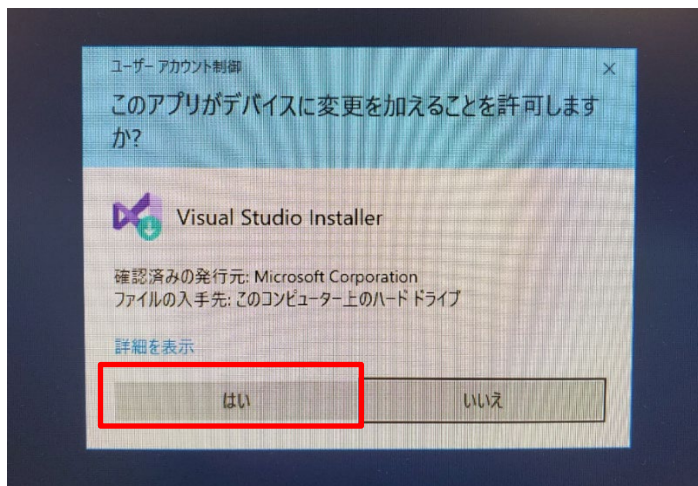 ユーザー アカウント制御
このアプリがデバイスに変更を加えることを許可します
か?
Visual Studio Installer
確認済みの発行元: Microsoft Corporation
ファイルの入手先: このコンピューター上のハード ドライブ
詳細を表示
はい
いいえ